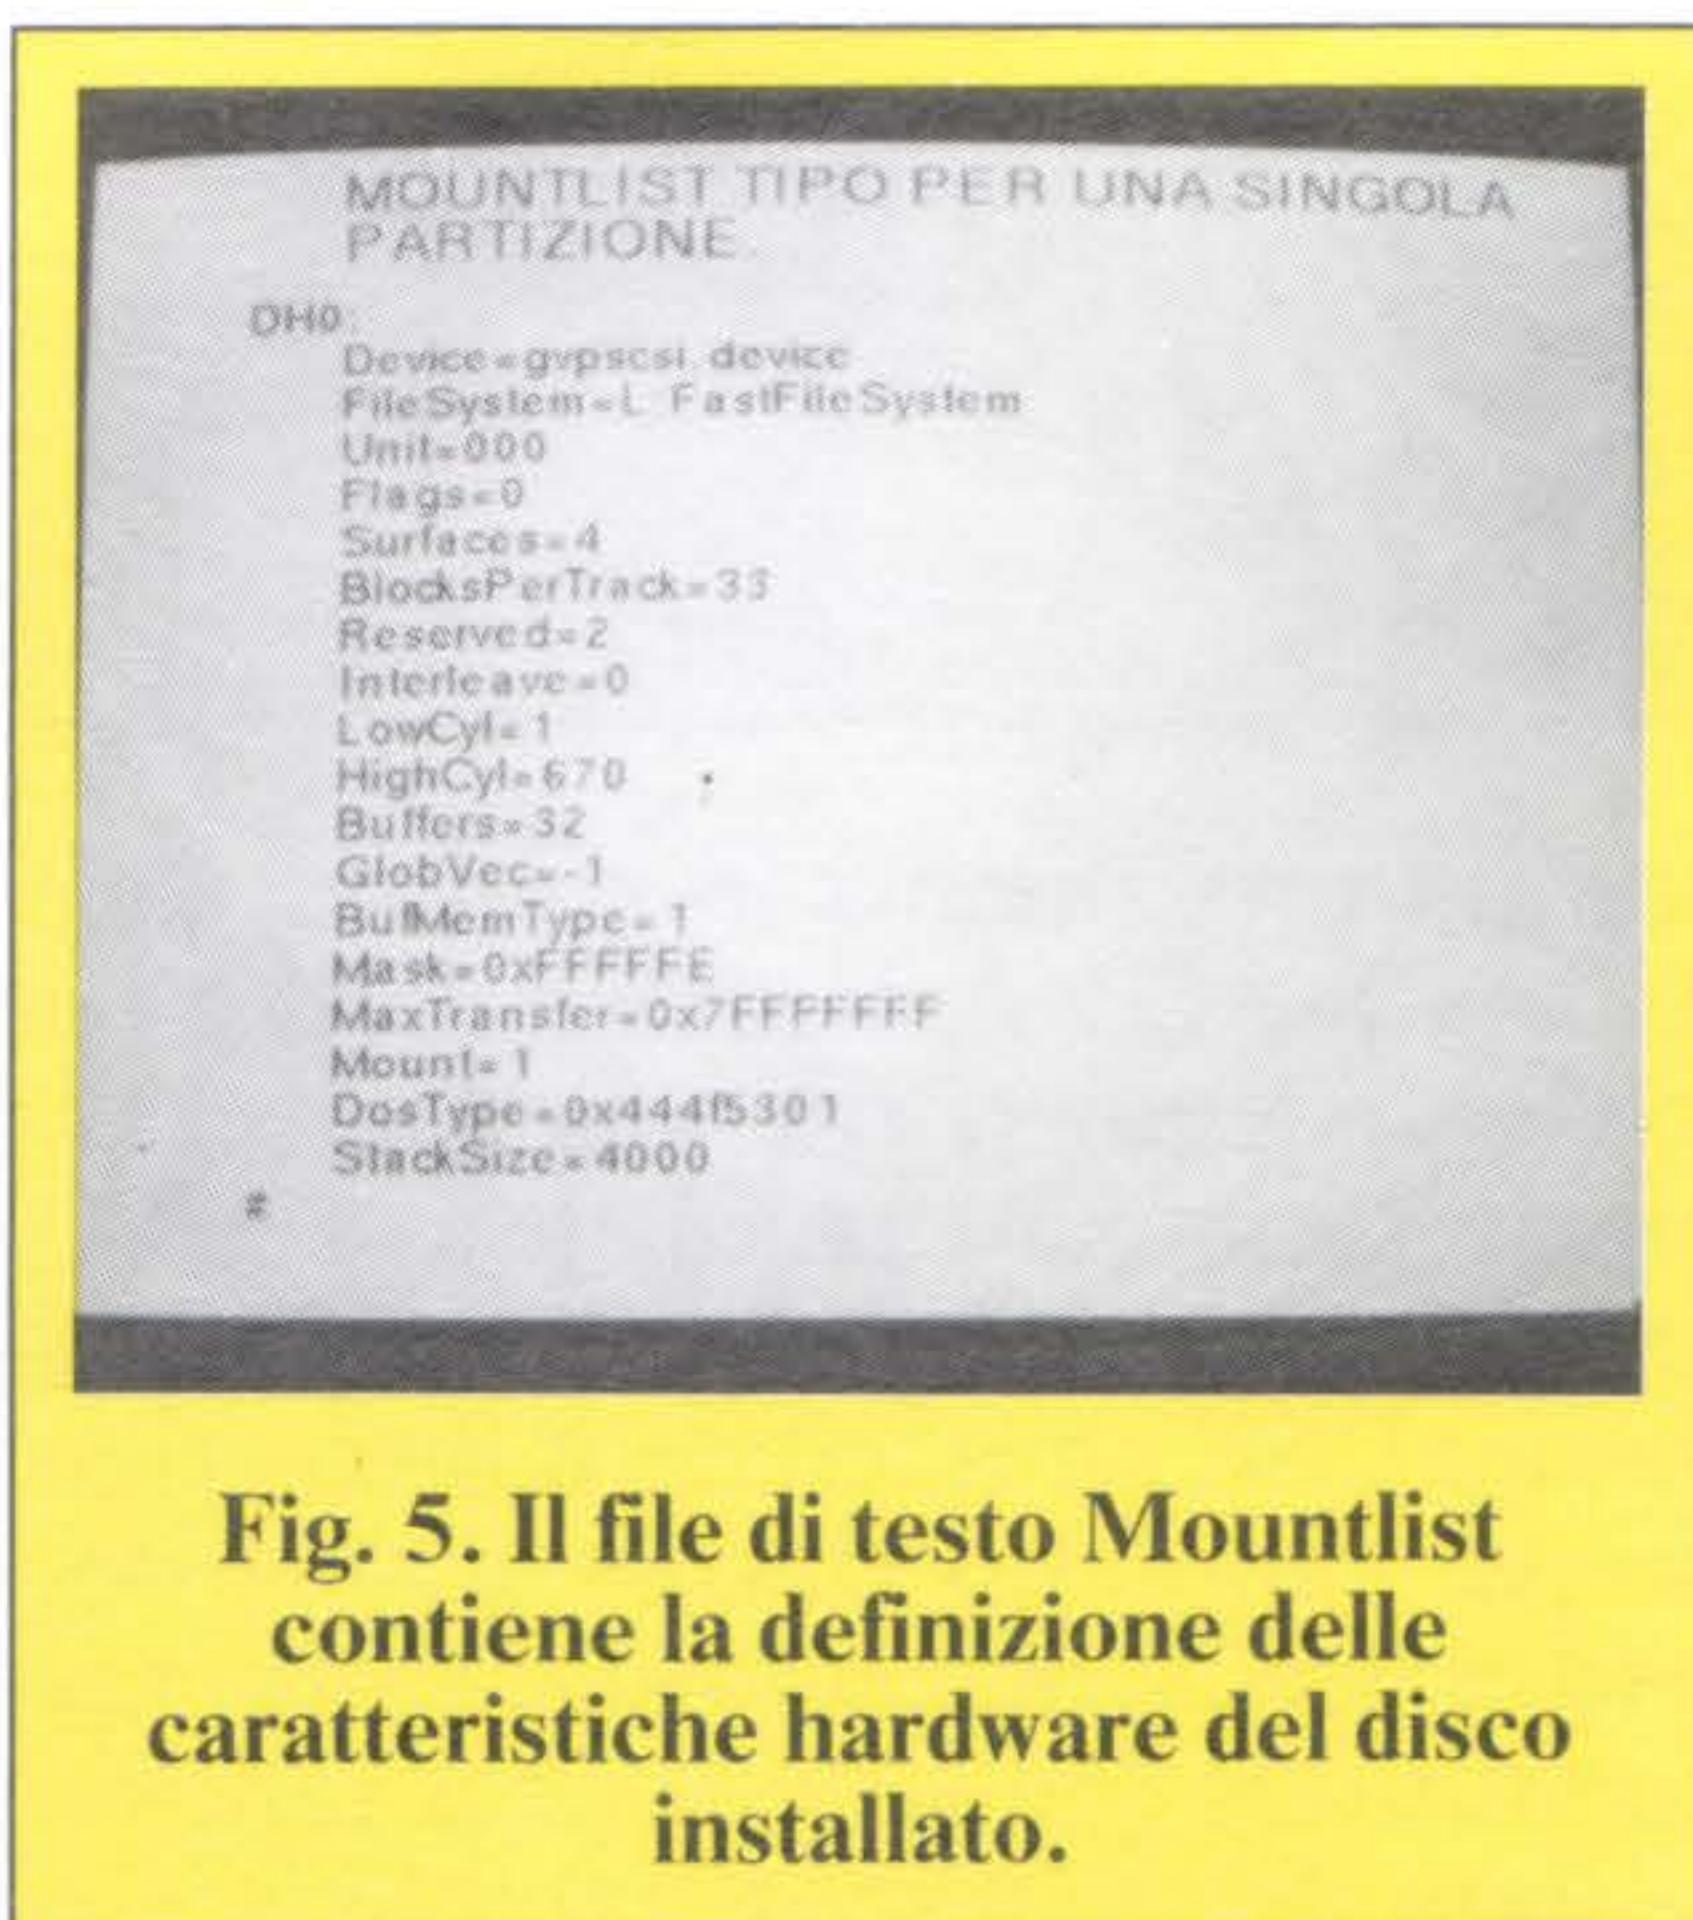 MOUNTLIST TIPO PER UNA SINGOLA
PARTIZIONE.
DH0:
Device=gvpscsi.device
FileSystem=L:FastFileSystem
Unit=000
Flags=0
Surfaces=4
BlocksPerTrack=33
Reserved=2
Interleave=0
LowCyl=1
HighCyl=670
Buffers=32
GlobVec=-1
BufMemType=1
Mask=0xFFFFFE
MaxTransfer=0x7FFFFFFF
Mount=1
DosType=0x444f5301
StackSize=4000
#
Fig. 5. Il file di testo Mountlist
contiene la definizione delle
caratteristiche hardware del disco
installato.